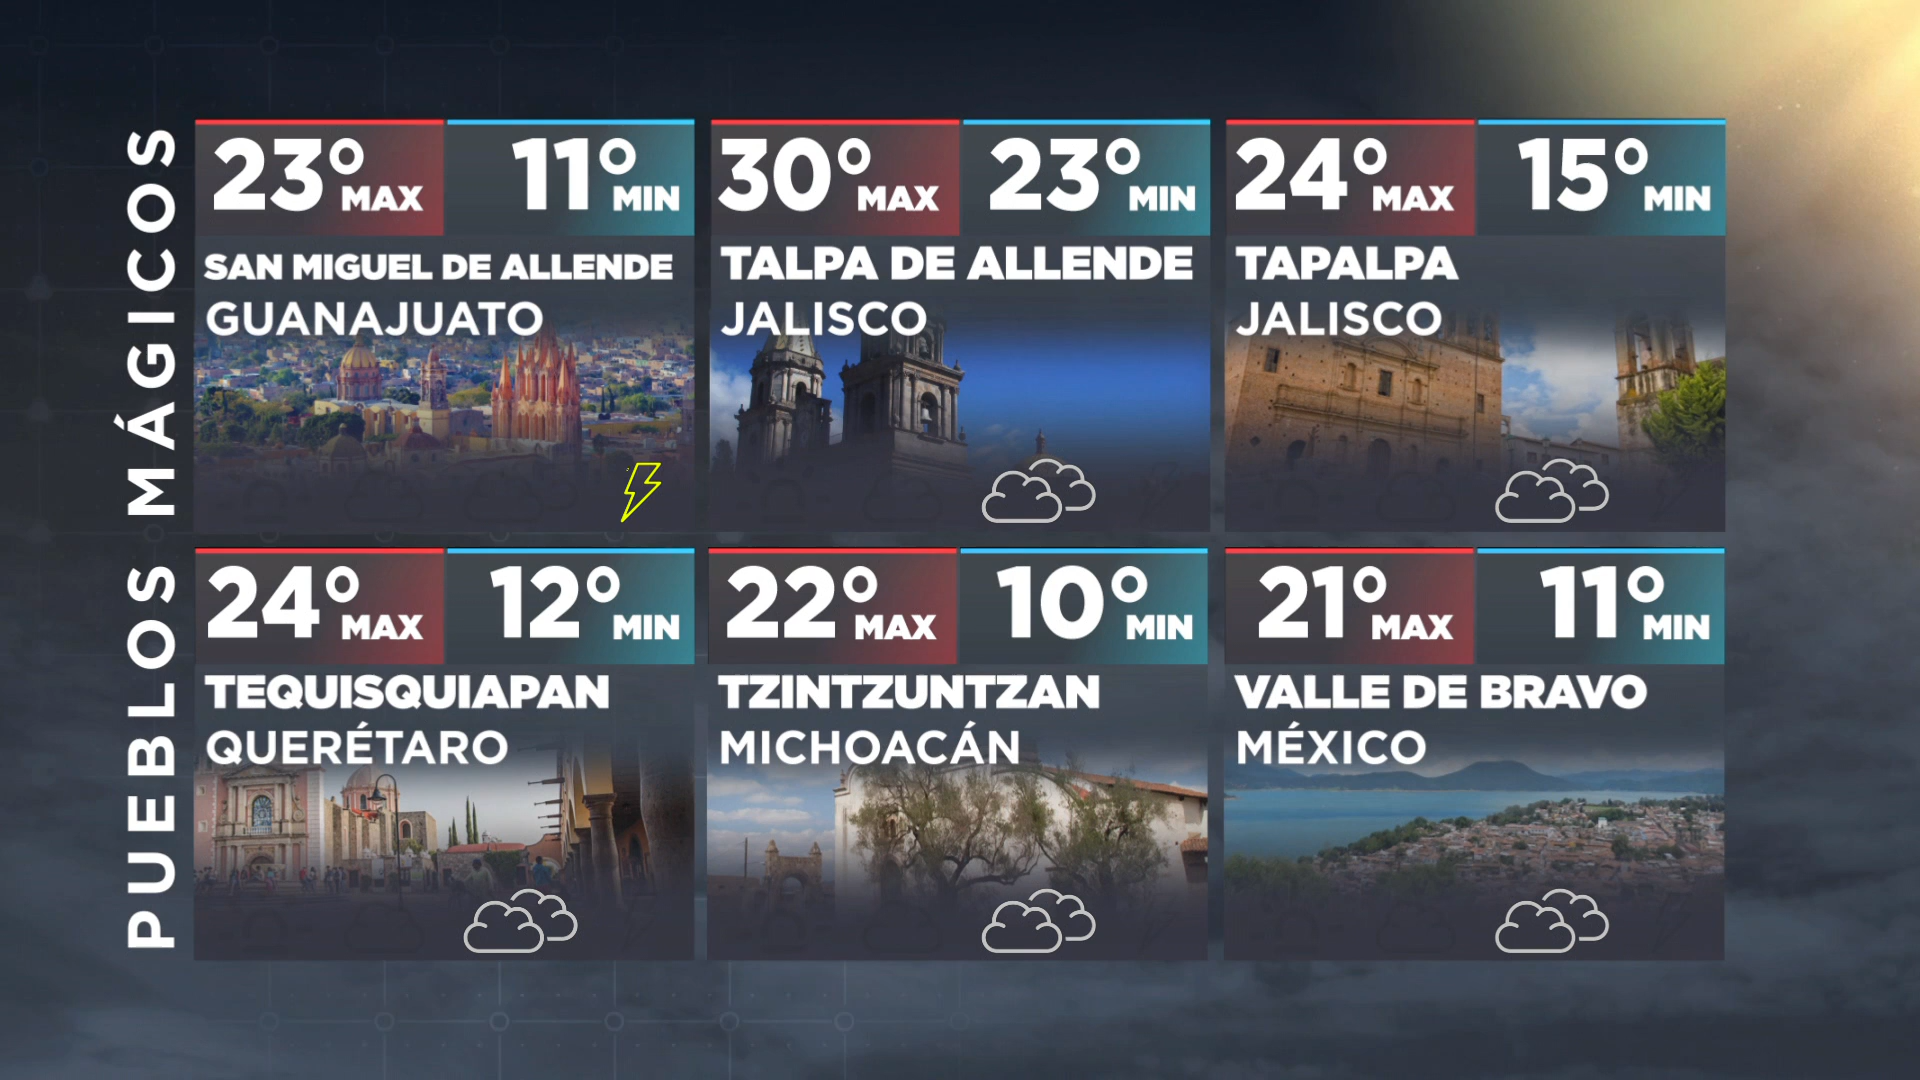 PUEBLOS MÁGICOS
23° MAX 11° MIN
SAN MIGUEL DE ALLENDE
GUANAJUATO
30° MAX 23° MIN
TALPA DE ALLENDE
JALISCO
24° MAX 15° MIN
TAPALPA
JALISCO
24° MAX 12° MIN
TEQUISQUIAPAN
QUERÉTARO
22° MAX 10° MIN
TZINTZUNTZAN
MICHOACÁN
21° MAX 11° MIN
VALLE DE BRAVO
MÉXICO